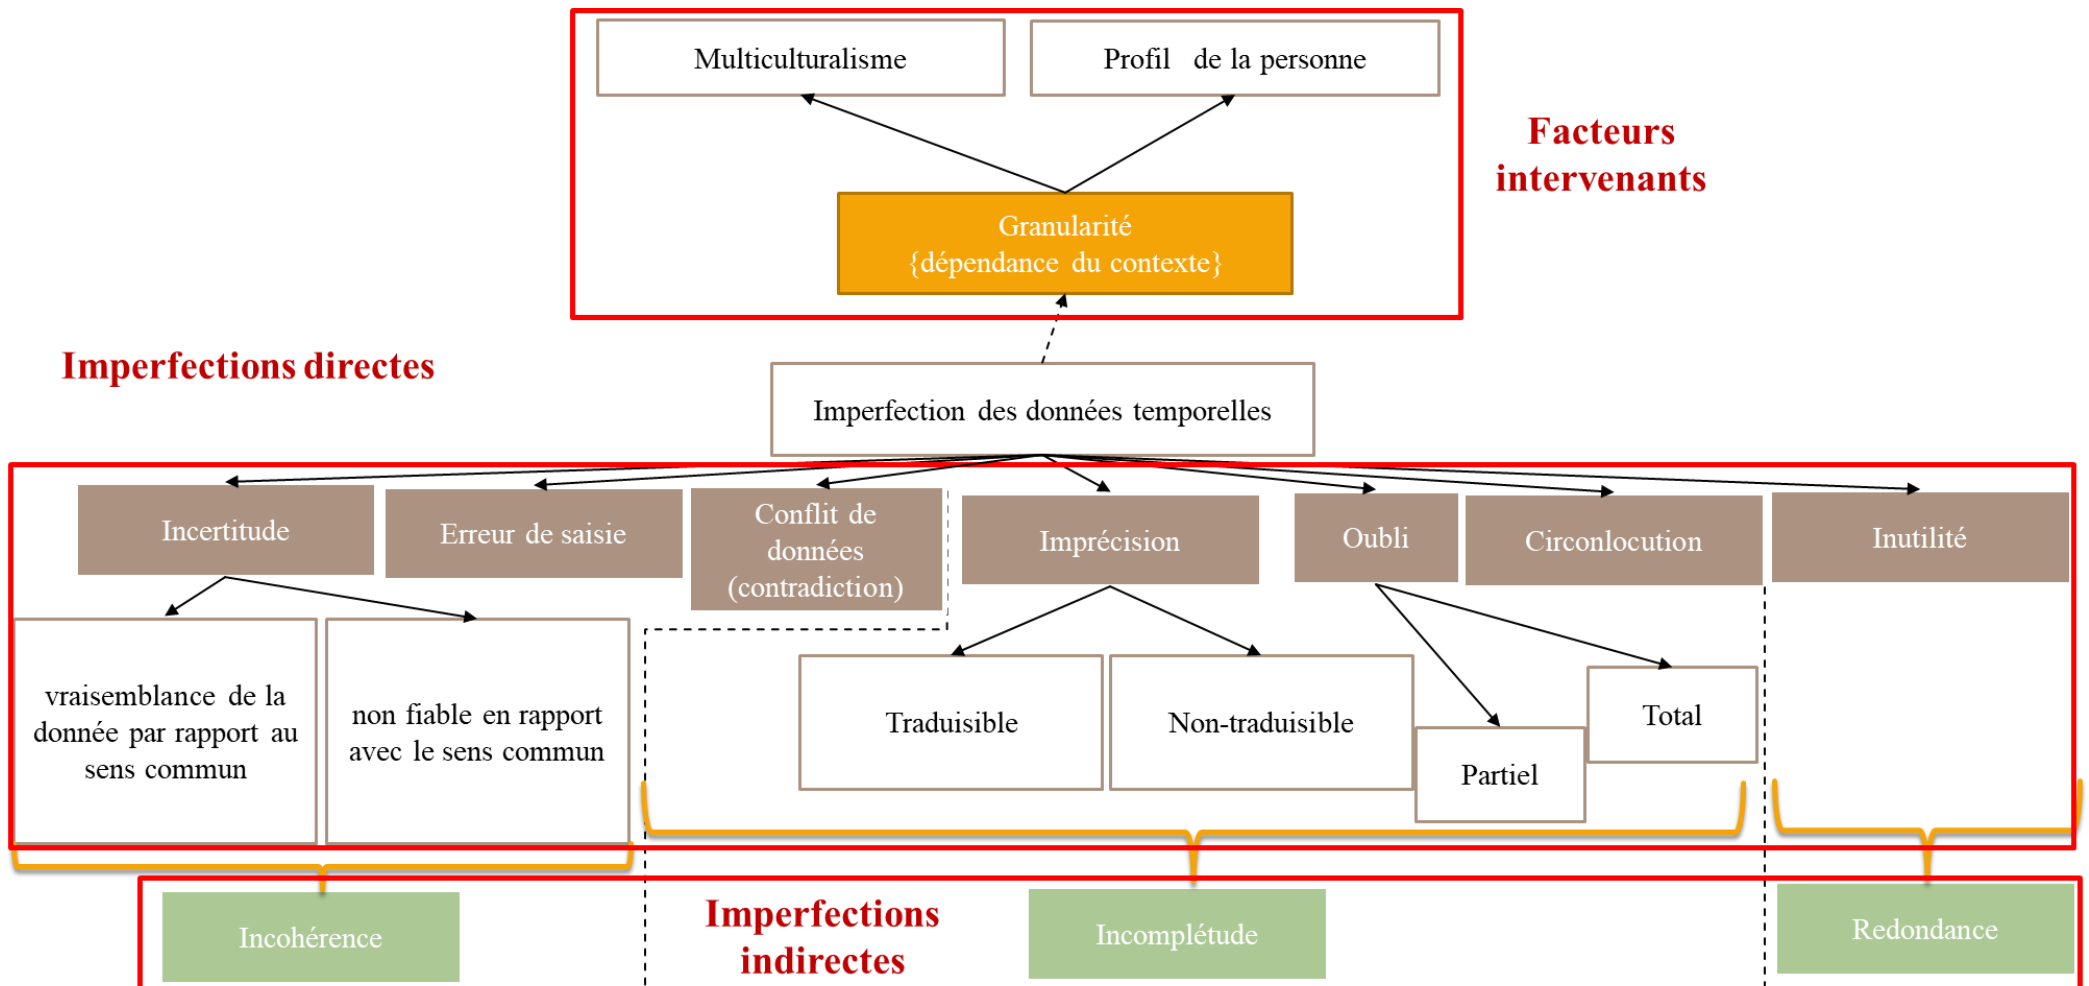 Multiculturalisme
Profil de la personne
Facteurs
intervenants
Granularité
{dépendance du contexte}
Imperfections directes
Imperfection des données temporelles
Incertitude
Erreur de saisie
Conflit de
données
(contradiction)
Imprécision
Oubli
Circonlocution
Inutilité
vraisemblance de la
donnée par rapport au
sens commun
non fiable en rapport
avec le sens commun
Traduisible
Non-traduisible
Partiel
Total
Incohérence
Imperfections
indirectes
Incomplétude
Redondance